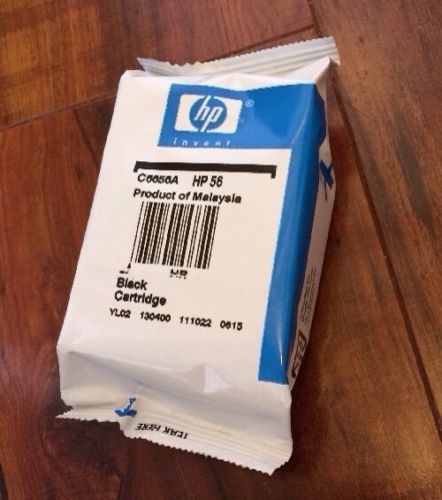 hp ®
invent
C6656A HP 56
Product of Malaysia
Black
Cartridge
YL02 130400 111022 0615
TEAR HERE